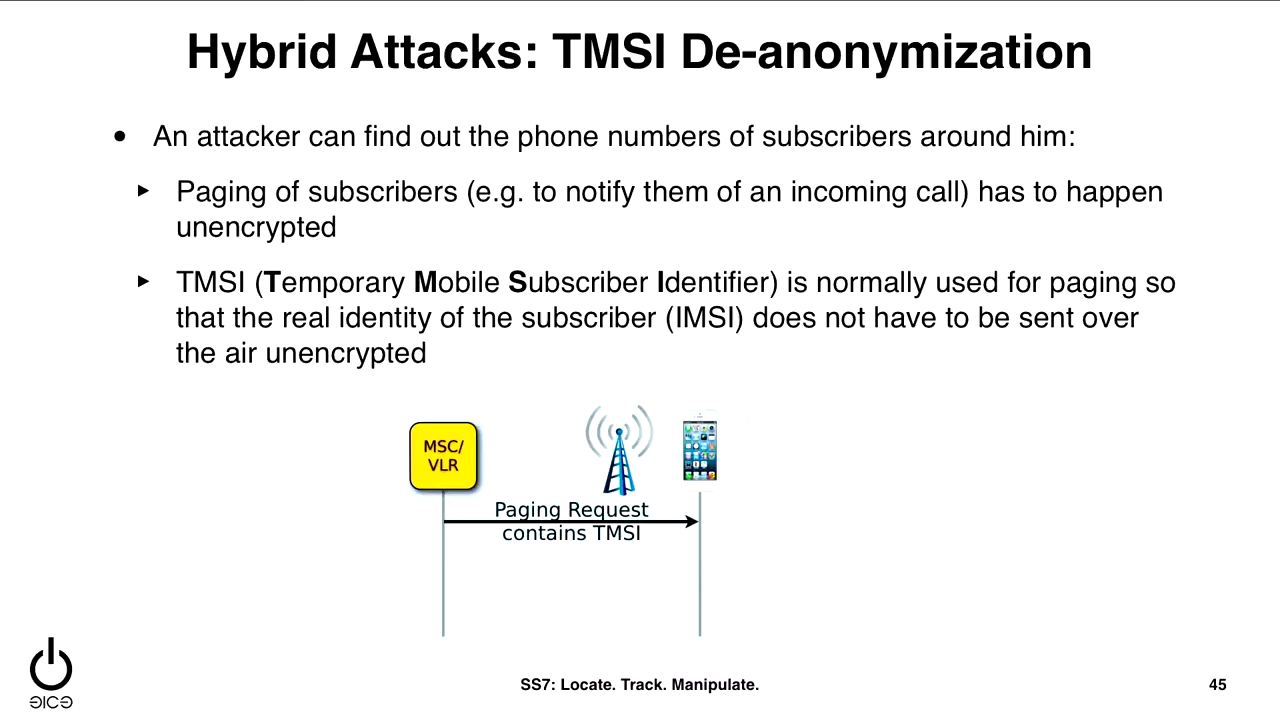 Hybrid Attacks: TMSI De-anonymization
• An attacker can find out the phone numbers of subscribers around him:
▸ Paging of subscribers (e.g. to notify them of an incoming call) has to happen
unencrypted
▸ TMSI (Temporary Mobile Subscriber Identifier) is normally used for paging so
that the real identity of the subscriber (IMSI) does not have to be sent over
the air unencrypted
MSC/
VLR
Paging Request
contains TMSI
SS7: Locate. Track. Manipulate.
45